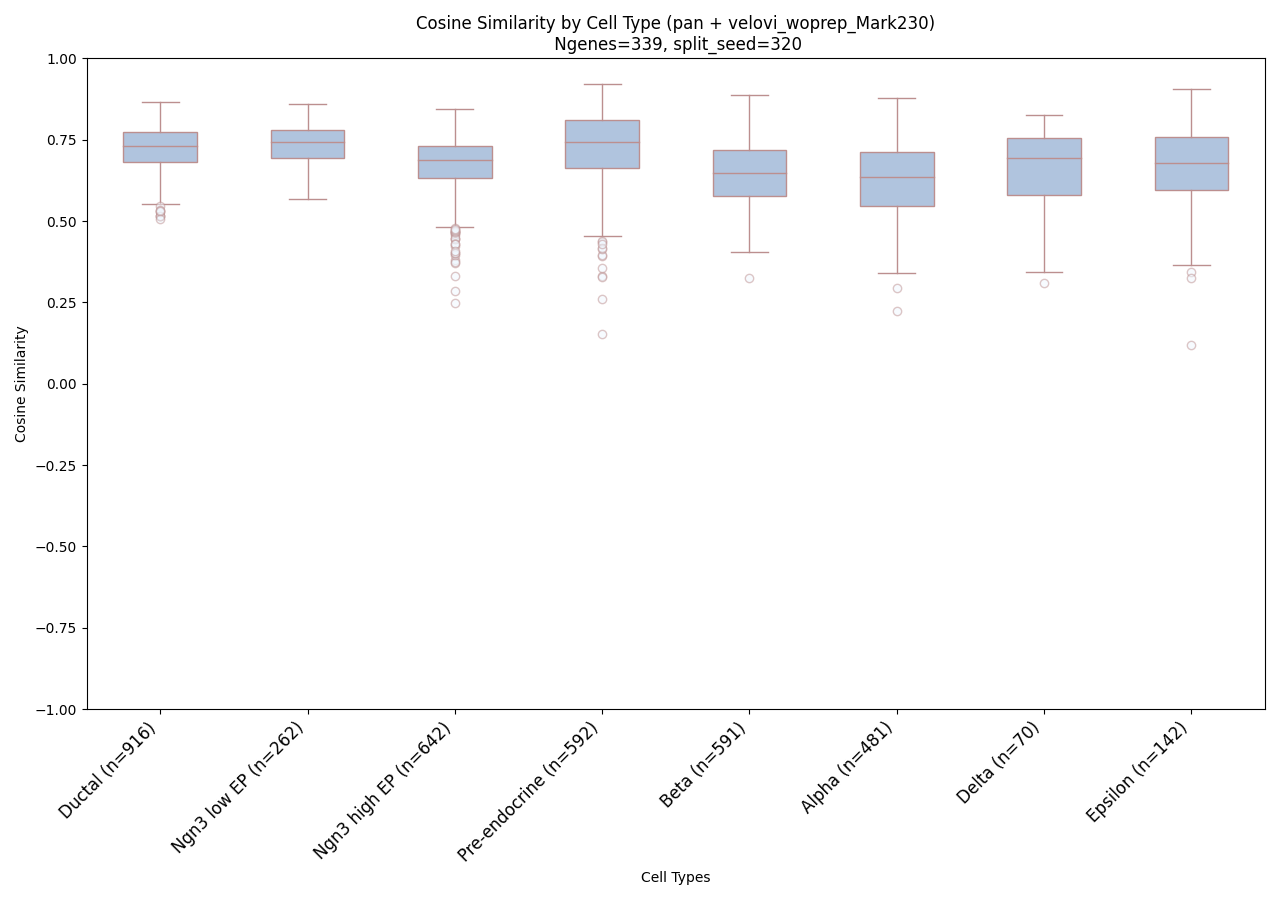 Cosine Similarity by Cell Type (pan + velovi_woprep_Mark230)
Ngenes=339, split_seed=320
1.00
0.75
0.50
0.25
0.00
−0.25
−0.50
−0.75
−1.00
Cosine Similarity
Ductal (n=916)
Ngn3 low EP (n=262)
Ngn3 high EP (n=642)
Pre-endocrine (n=592)
Beta (n=591)
Alpha (n=481)
Delta (n=70)
Epsilon (n=142)
Cell Types